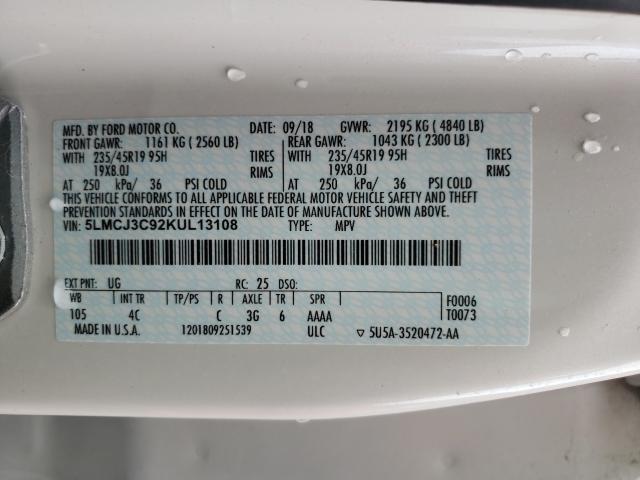 MFD. BY FORD MOTOR CO. DATE: 09/18 GVWR: 2195 KG ( 4840 LB)
FRONT GAWR: 1161 KG ( 2560 LB) REAR GAWR: 1043 KG ( 2300 LB)
WITH 235/45R19 95H TIRES WITH 235/45R19 95H TIRES
19X8.0J RIMS 19X8.0J RIMS
AT 250 kPa/ 36 PSI COLD AT 250 kPa/ 36 PSI COLD
THIS VEHICLE CONFORMS TO ALL APPLICABLE FEDERAL MOTOR VEHICLE SAFETY AND THEFT
PREVENTION STANDARDS IN EFFECT ON THE DATE OF MANUFACTURE SHOWN ABOVE.
VIN: 5LMCJ3C92KUL13108 TYPE: MPV
EXT PNT: UG RC: 25 DSO:
WB INT TR TP/PS R AXLE TR SPR F0006
105 4C C 3G 6 AAAA T0073
MADE IN U.S.A. 1201809251539 ULC ▽ 5U5A-3520472-AA